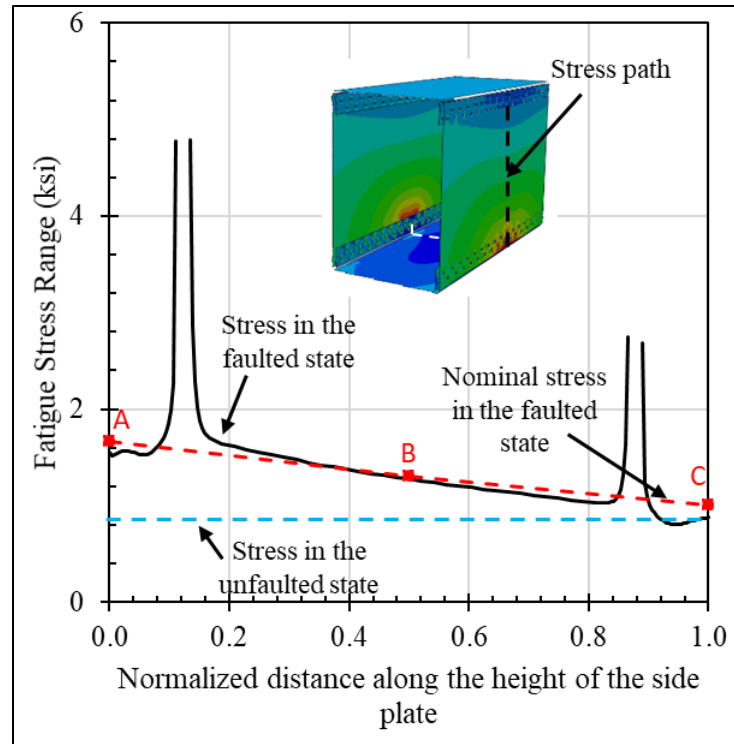 6
4
2
0
Fatigue Stress Range (ksi)
Stress path
Stress in the
faulted state
Nominal stress
in the faulted
state
A
B
C
Stress in the
unfaulted state
0.0 0.2 0.4 0.6 0.8 1.0
Normalized distance along the height of the side
plate